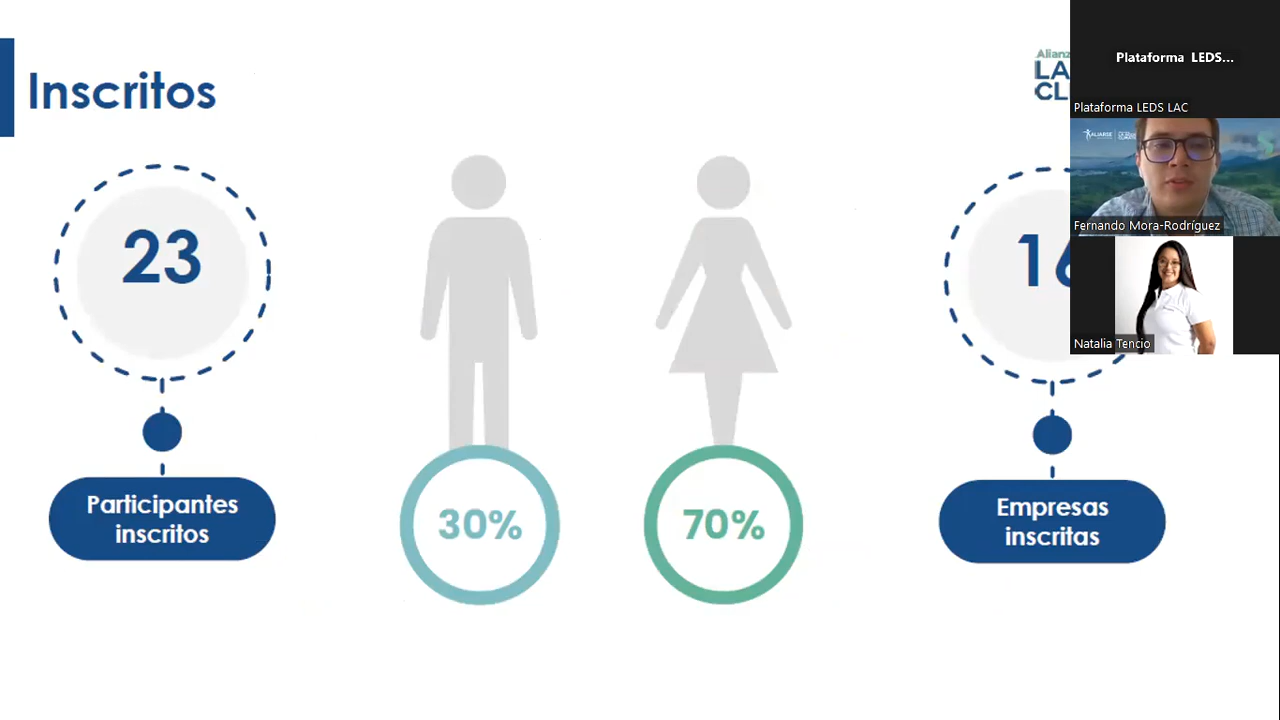 Inscritos
23
Participantes
inscritos
30%
70%
Empresas
inscritas
Plataforma LEDS...
Plataforma LEDS LAC
Fernando Mora-Rodríguez
Natalia Tencio